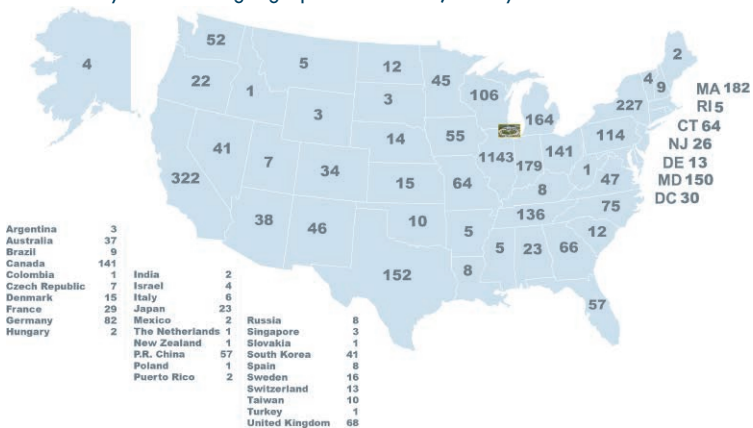 52
5
12
45
2
4
22
1
3
106
4
9
MA 182
227
RI 5
3
164
CT 64
41
14
55
114
NJ 26
7
34
1143
179
141
1
DE 13
322
15
64
8
47
MD 150
DC 30
38
46
10
136
75
5
12
152
8
5
23
66
57
Argentina 3
Australia 37
Brazil 9
Canada 141
Colombia 1
Czech Republic 7
Denmark 15
France 29
Germany 82
Hungary 2
India 2
Israel 4
Italy 6
Japan 23
Mexico 2
The Netherlands 1
New Zealand 1
P.R. China 57
Poland 1
Puerto Rico 2
Russia 8
Singapore 3
Slovakia 1
South Korea 41
Spain 8
Sweden 16
Switzerland 13
Taiwan 10
Turkey 1
United Kingdom 68